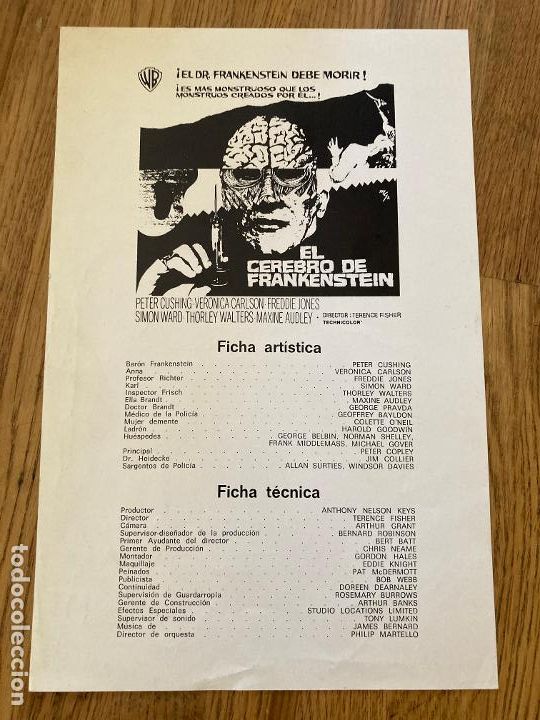 WB
¡EL DR. FRANKENSTEIN DEBE MORIR!
¡ES MAS MONSTRUOSO QUE LOS
MONSTRUOS CREADOS POR ÉL...!
EL
CEREBRO DE
FRANKENSTEIN
PETER CUSHING·VERONICA CARLSON·FREDDIE JONES
SIMON WARD·THORLEY WALTERS·MAXINE AUDLEY · DIRECTOR: TERENCE FISHER
TECHNICOLOR
Ficha artística
Barón Frankenstein . . . PETER CUSHING
Anna . . . VERONICA CARLSON
Profesor Richter . . . FREDDIE JONES
Karl . . . SIMON WARD
Inspector Frisch . . . THORLEY WALTERS
Ella Brandt . . . MAXINE AUDLEY
Doctor Brandt . . . GEORGE PRAVDA
Médico de la Policía . . . GEOFFREY BAYLDON
Mujer demente . . . COLETTE O'NEIL
Ladrón . . . HAROLD GOODWIN
Huéspedes . . . GEORGE BELBIN, NORMAN SHELLEY,
FRANK MIDDLEMASS, MICHAEL GOVER
Principal . . . PETER COPLEY
Dr. Heidecke . . . JIM COLLIER
Sargentos de Policía . . . ALLAN SURTIES, WINDSOR DAVIES
Ficha técnica
Productor . . . ANTHONY NELSON KEYS
Director . . . TERENCE FISHER
Cámara . . . ARTHUR GRANT
Supervisor-diseñador de la producción . . . BERNARD ROBINSON
Primer Ayudante del director . . . BERT BATT
Gerente de Producción . . . CHRIS NEAME
Montador . . . GORDON HALES
Maquillaje . . . EDDIE KNIGHT
Peinados . . . PAT McDERMOTT
Publicista . . . BOB WEBB
Continuidad . . . DOREEN DEARNALEY
Supervisión de Guardarropía . . . ROSEMARY BURROWS
Gerente de Construcción . . . ARTHUR BANKS
Efectos Especiales . . . STUDIO LOCATIONS LIMITED
Supervisor de sonido . . . TONY LUMKIN
Música de . . . JAMES BERNARD
Director de orquesta . . . PHILIP MARTELLO
todocoleccion